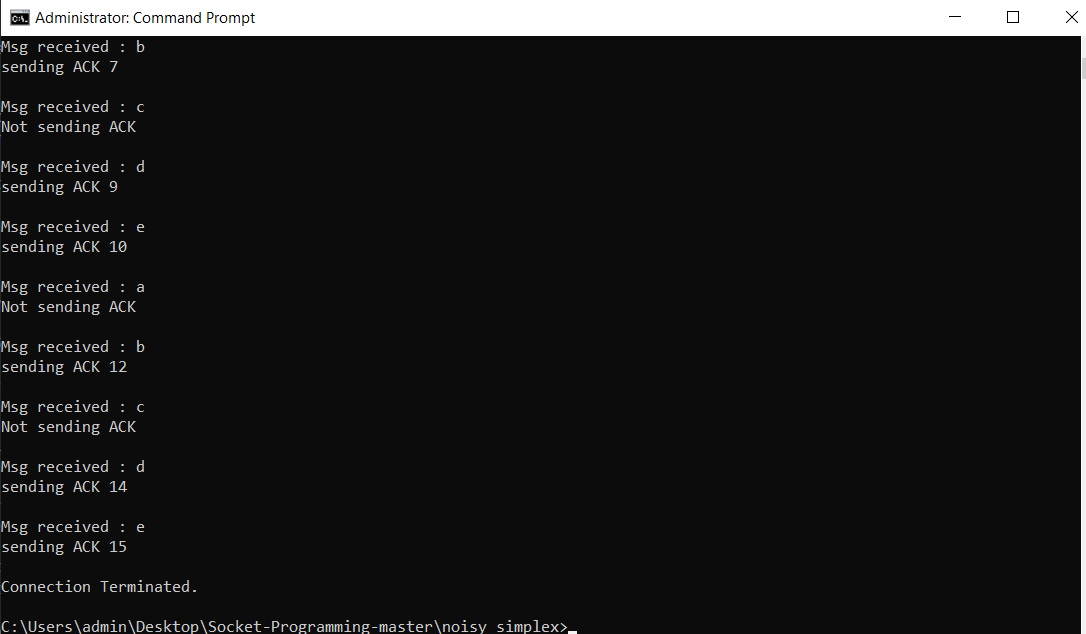 Administrator: Command Prompt
Msg received : b
sending ACK 7
Msg received : c
Not sending ACK
Msg received : d
sending ACK 9
Msg received : e
sending ACK 10
Msg received : a
Not sending ACK
Msg received : b
sending ACK 12
Msg received : c
Not sending ACK
Msg received : d
sending ACK 14
Msg received : e
sending ACK 15
Connection Terminated.
C:\Users\admin\Desktop\Socket-Programming-master\noisy simplex>